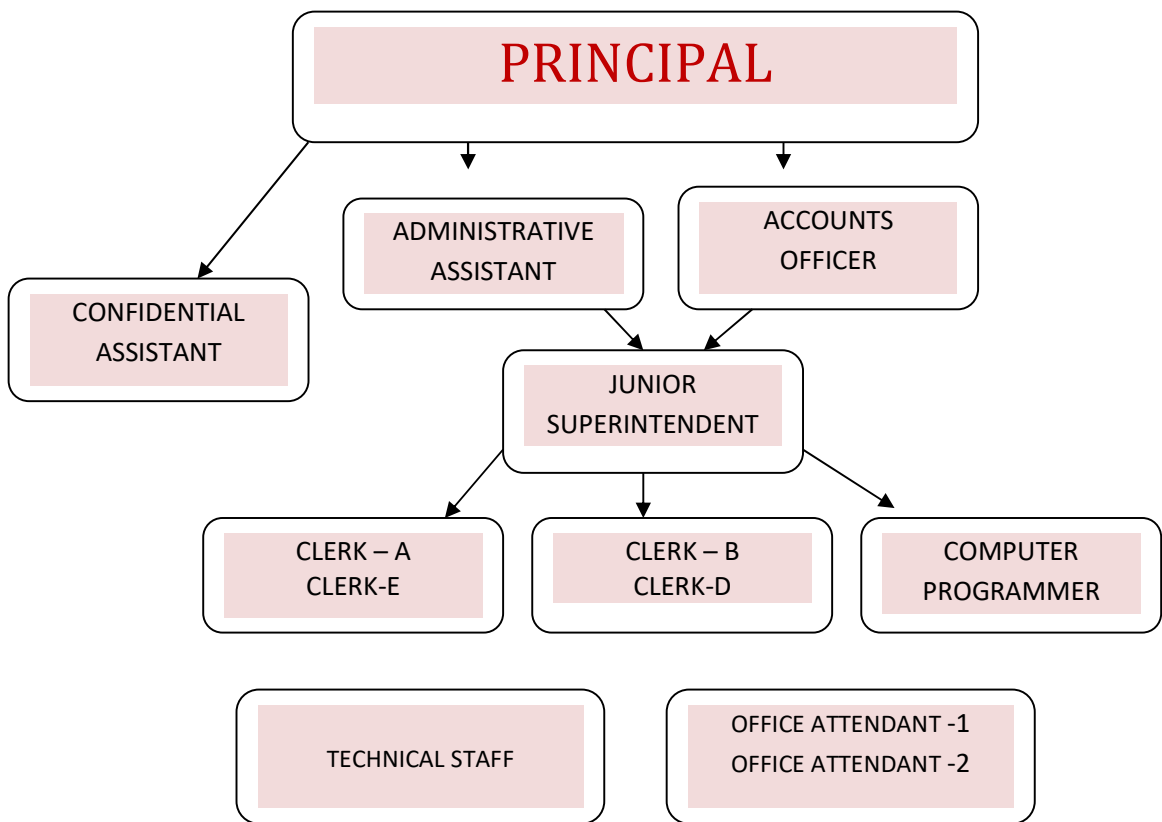 PRINCIPAL
ADMINISTRATIVE
ASSISTANT
ACCOUNTS
OFFICER
CONFIDENTIAL
ASSISTANT
JUNIOR
SUPERINTENDENT
CLERK – A
CLERK-E
CLERK – B
CLERK-D
COMPUTER
PROGRAMMER
TECHNICAL STAFF
OFFICE ATTENDANT -1
OFFICE ATTENDANT -2